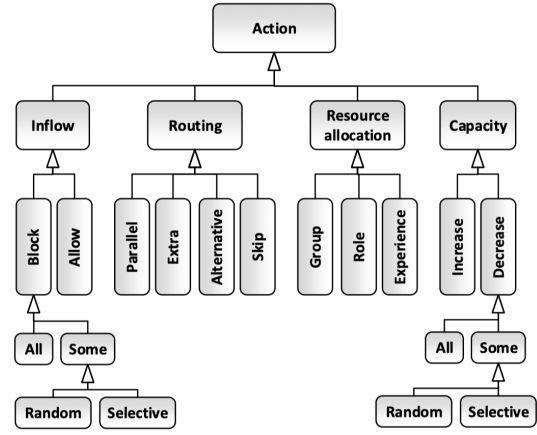 Action
Inflow
Routing
Resource
allocation
Capacity
Block
Allow
Parallel
Extra
Alternative
Skip
Group
Role
Experience
Increase
Decrease
All
Some
All
Some
Random
Selective
Random
Selective